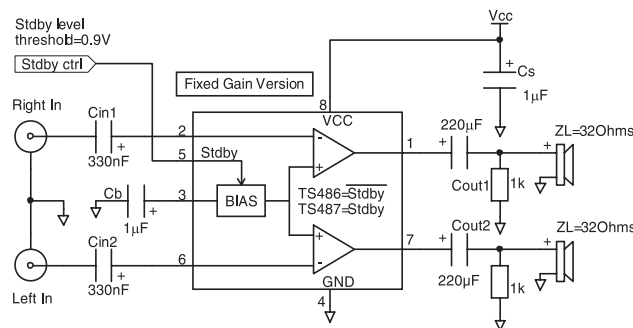 Stdby level
threshold=0.9V
Stdby ctrl
Vcc
Fixed Gain Version
+
Cs
1µF
Right In
Cin1
+
330nF
8
VCC
2
5
Stdby
-
+
1
220µF
+
Cout1
1k
+
ZL=32Ohms
Cb
+
1µF
3
BIAS
TS486=Stdby
TS487=Stdby
Cin2
+
330nF
Left In
6
+
-
GND
4
7
Cout2
+
220µF
1k
+
ZL=32Ohms